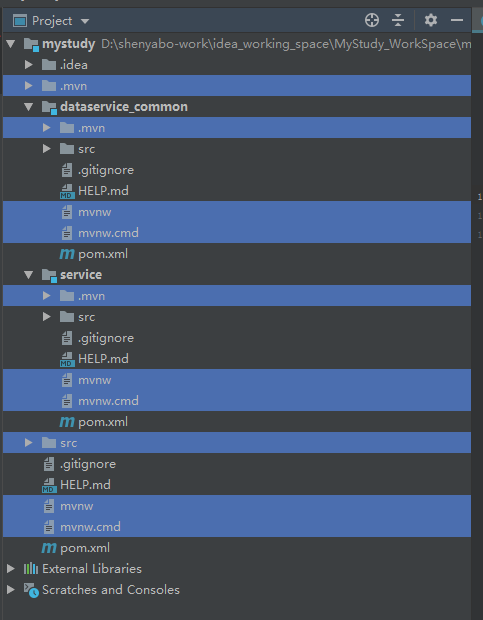 Project
mystudy D:\shenyabo-work\idea_working_space\MyStudy_WorkSpace\m
.idea
.mvn
dataservice_common
.mvn
src
.gitignore
HELP.md
mvnw
mvnw.cmd
pom.xml
service
.mvn
src
.gitignore
HELP.md
mvnw
mvnw.cmd
pom.xml
src
.gitignore
HELP.md
mvnw
mvnw.cmd
pom.xml
External Libraries
Scratches and Consoles